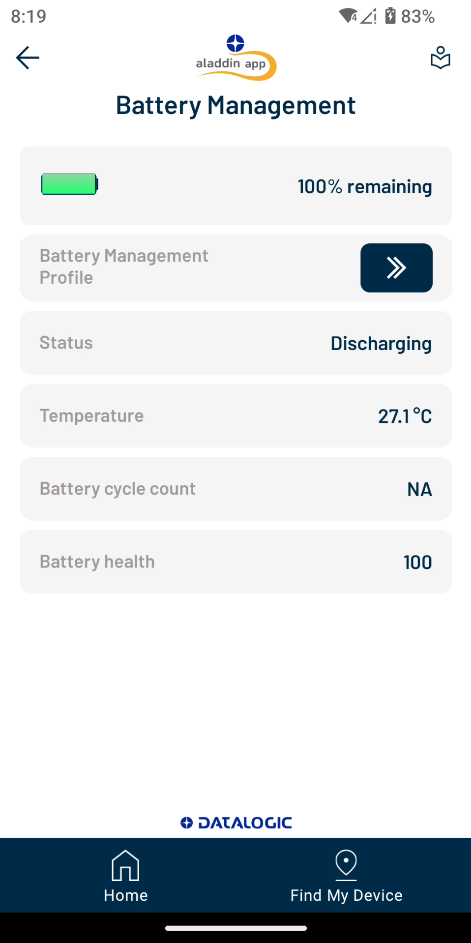 8:19
4 ! 83%
aladdin app
Battery Management
100% remaining
Battery Management
Profile
Status
Discharging
Temperature
27.1°C
Battery cycle count
NA
Battery health
100
DATALOGIC
Home
Find My Device